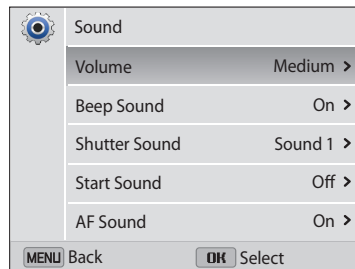 Sound
Volume Medium >
Beep Sound On >
Shutter Sound Sound 1 >
Start Sound Off >
AF Sound On >
MENU Back OK Select